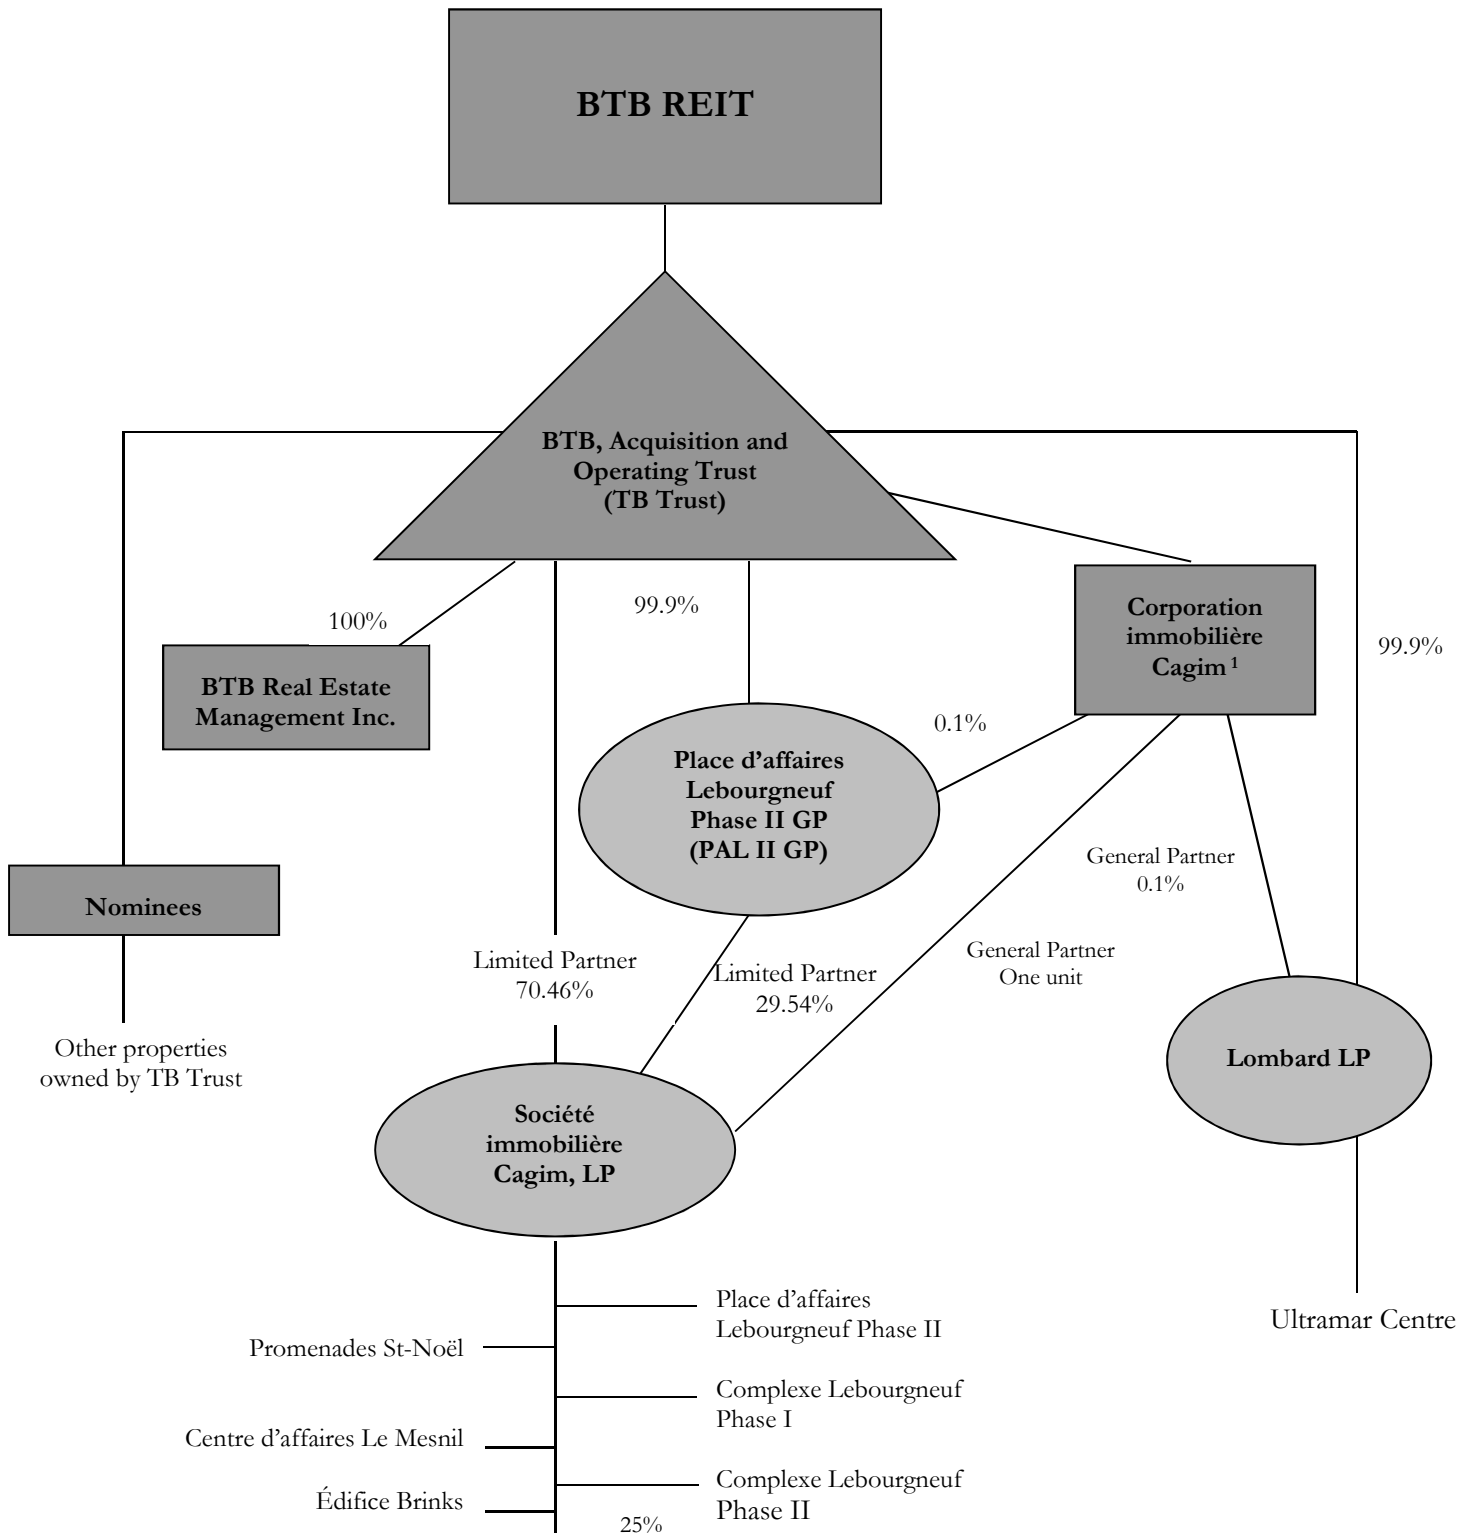 BTB REIT
BTB, Acquisition and
Operating Trust
(TB Trust)
100%
99.9%
Corporation
immobilière
Cagim ¹
99.9%
BTB Real Estate
Management Inc.
0.1%
Place d’affaires
Lebourgneuf
Phase II GP
(PAL II GP)
General Partner
0.1%
Nominees
Limited Partner
70.46%
Limited Partner
29.54%
General Partner
One unit
Other properties
owned by TB Trust
Lombard LP
Société
immobilière
Cagim, LP
Place d’affaires
Lebourgneuf Phase II
Ultramar Centre
Promenades St-Noël
Complexe Lebourgneuf
Phase I
Centre d’affaires Le Mesnil
Complexe Lebourgneuf
Phase II
Édifice Brinks
25%